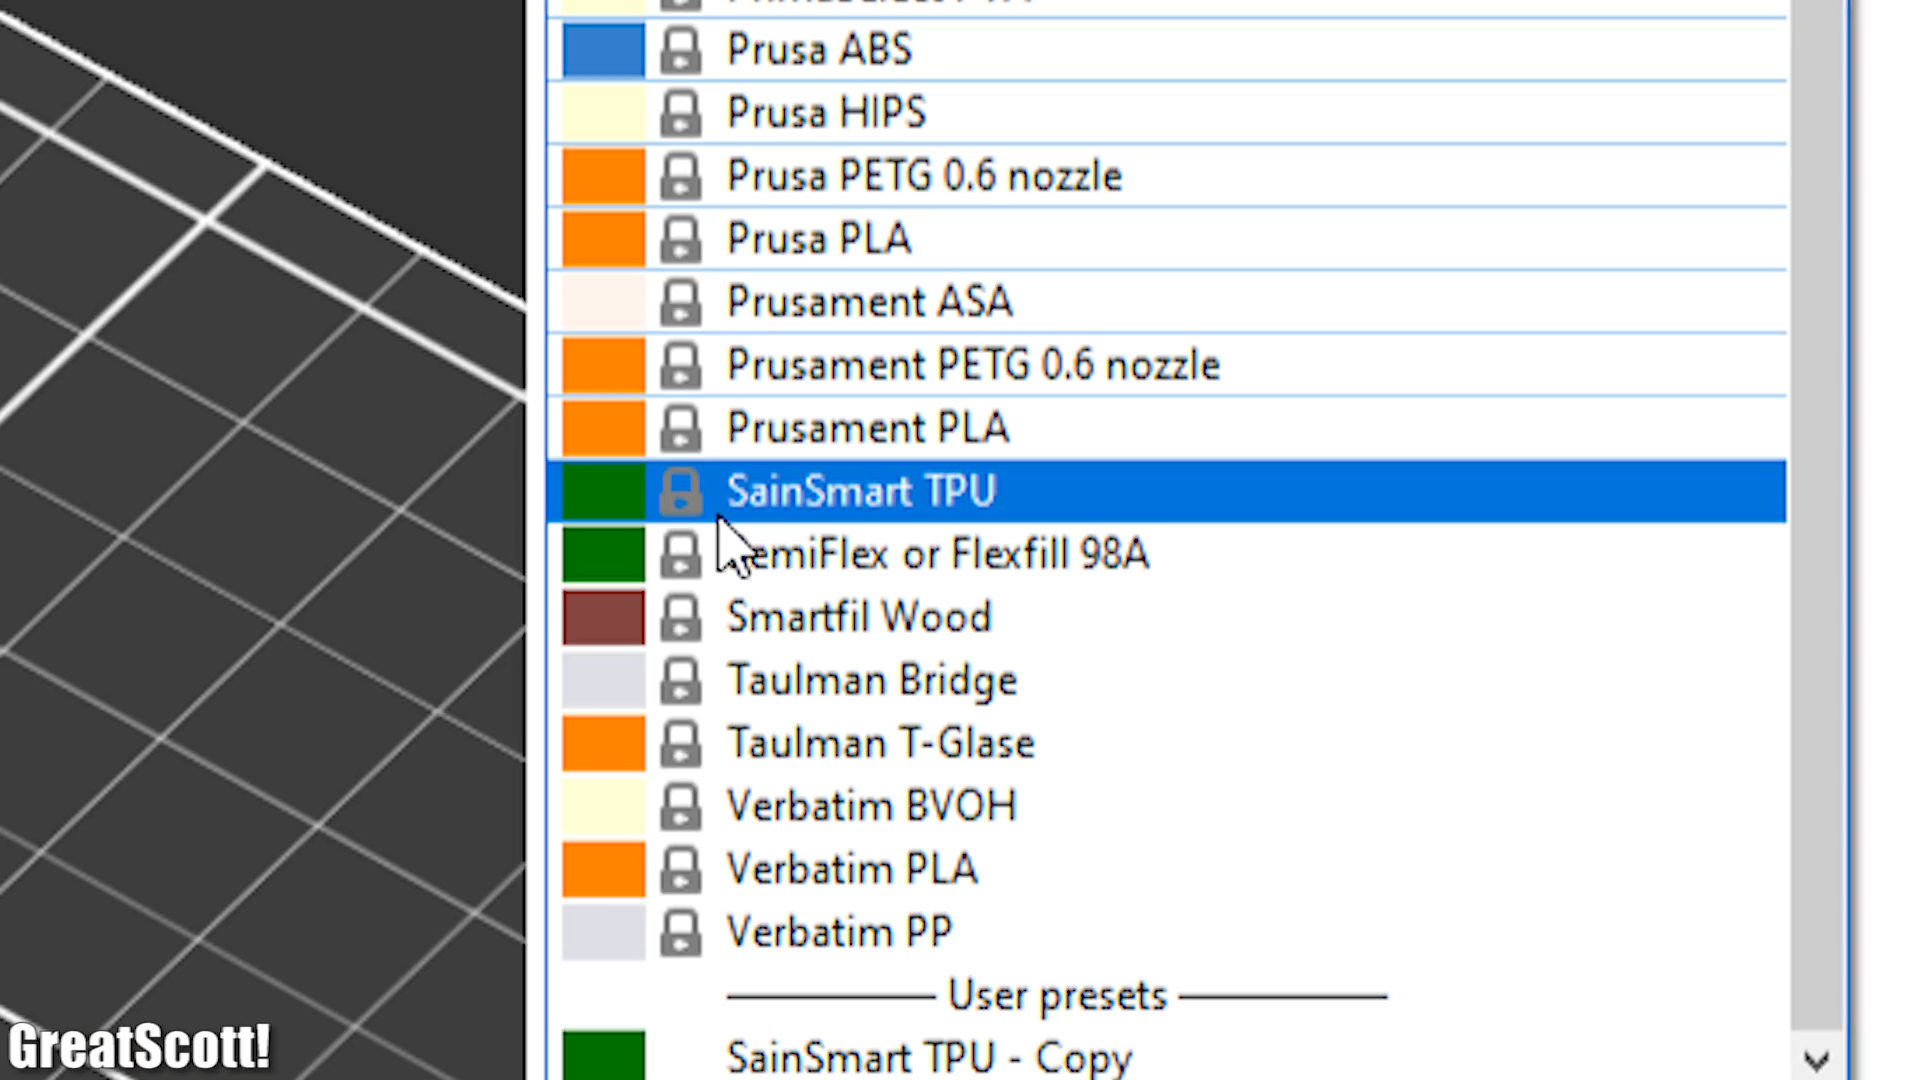 Prusa ABS
Prusa HIPS
Prusa PETG 0.6 nozzle
Prusa PLA
Prusament ASA
Prusament PETG 0.6 nozzle
Prusament PLA
SainSmart TPU
emiFlex or Flexfill 98A
Smartfil Wood
Taulman Bridge
Taulman T-Glase
Verbatim BVOH
Verbatim PLA
Verbatim PP
User presets
SainSmart TPU - Copy
GreatScott!